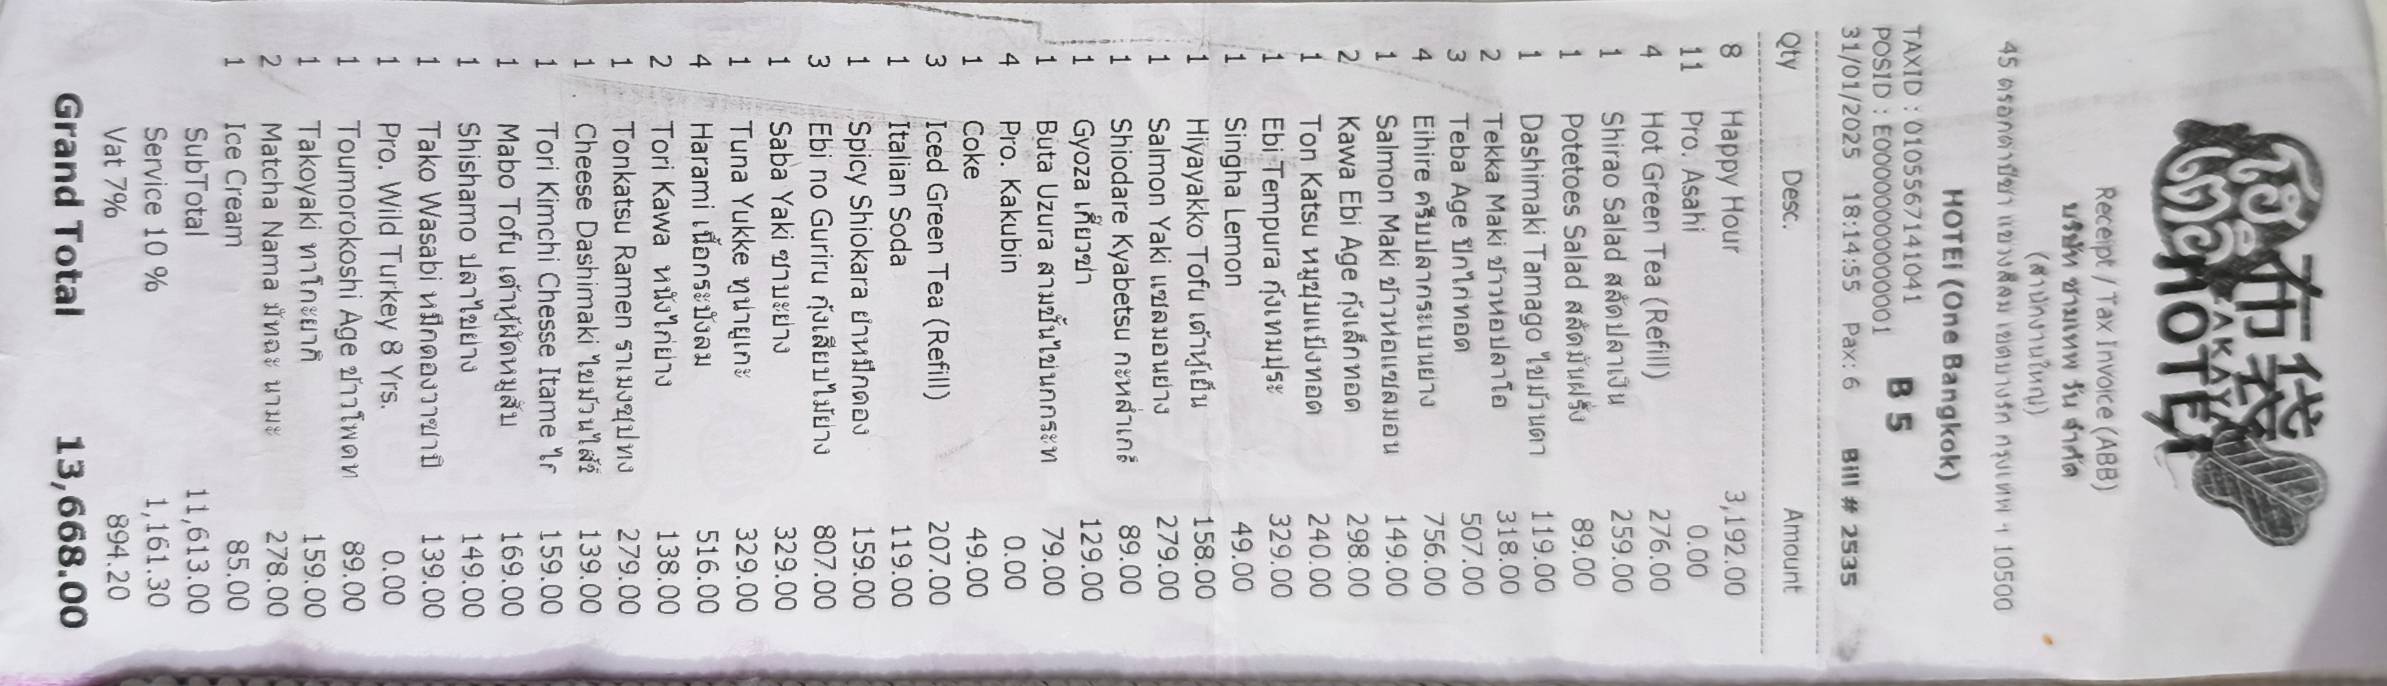 โฮเตอิ 布袋
IZAKAYA
HOTEi
Receipt / Tax Invoice (ABB)
บริษัท ชามเทพ วัน จำกัด
(สำนักงานใหญ่)
45 ตรอกตาปีซา แขวงสีลม เขตบางรัก กรุงเทพ ฯ 10500
HOTEi (One Bangkok)
TAXID : 0105567141041 B 5
POSID : E00000000000001
31/01/2025 18:14:55 Pax: 6 Bill # 2535
Qty Desc. Amount
8 Happy Hour 3,192.00
11 Pro. Asahi 0.00
4 Hot Green Tea (Refill) 276.00
1 Shirao Salad สลัดปลาเงิน 259.00
1 Potetoes Salad สลัดมันฝรั่ง 89.00
1 Dashimaki Tamago ไข่ม้วนดา 119.00
2 Tekka Maki ข้าวห่อปลาโอ 318.00
3 Teba Age ปีกไก่ทอด 507.00
4 Eihire ครีบปลากระเบนย่าง 756.00
1 Salmon Maki ข้าวห่อแซลมอน 149.00
2 Kawa Ebi Age กุ้งเล็กทอด 298.00
1 Ton Katsu หมูชุบแป้งทอด 240.00
1 Ebi Tempura กุ้งเทมปุระ 329.00
1 Singha Lemon 49.00
1 Hiyayakko Tofu เต้าหู้เย็น 158.00
1 Salmon Yaki แซลมอนย่าง 279.00
1 Shiodare Kyabetsu กะหล่ำเกลื 89.00
1 Gyoza เกี๊ยวซ่า 129.00
1 Buta Uzura สามชั้นไข่นกกระท 79.00
4 Pro. Kakubin 0.00
1 Coke 49.00
3 Iced Green Tea (Refill) 207.00
1 Italian Soda 119.00
1 Spicy Shiokara ยำหมึกดอง 159.00
3 Ebi no Guriru กุ้งเสียบไม้ย่าง 807.00
1 Saba Yaki ซาบะย่าง 329.00
1 Tuna Yukke ทูน่ายูเกะ 329.00
4 Harami เนื้อกระบังลม 516.00
2 Tori Kawa หนังไก่ย่าง 138.00
1 Tonkatsu Ramen ราเมงซุปทง 279.00
1 Cheese Dashimaki ไข่ม้วนไส้ชี 139.00
1 Tori Kimchi Chesse Itame ไก 159.00
1 Mabo Tofu เต้าหู้ผัดหมูสับ 169.00
1 Shishamo ปลาไข่ย่าง 149.00
1 Tako Wasabi หมึกดองวาซาบิ 139.00
1 Pro. Wild Turkey 8 Yrs. 0.00
1 Toumorokoshi Age ข้าวโพดท 89.00
1 Takoyaki ทาโกะยากิ 159.00
2 Matcha Nama มัทฉะ นามะ 278.00
1 Ice Cream 85.00
SubTotal 11,613.00
Service 10 % 1,161.30
Vat 7% 894.20
Grand Total 13,668.00